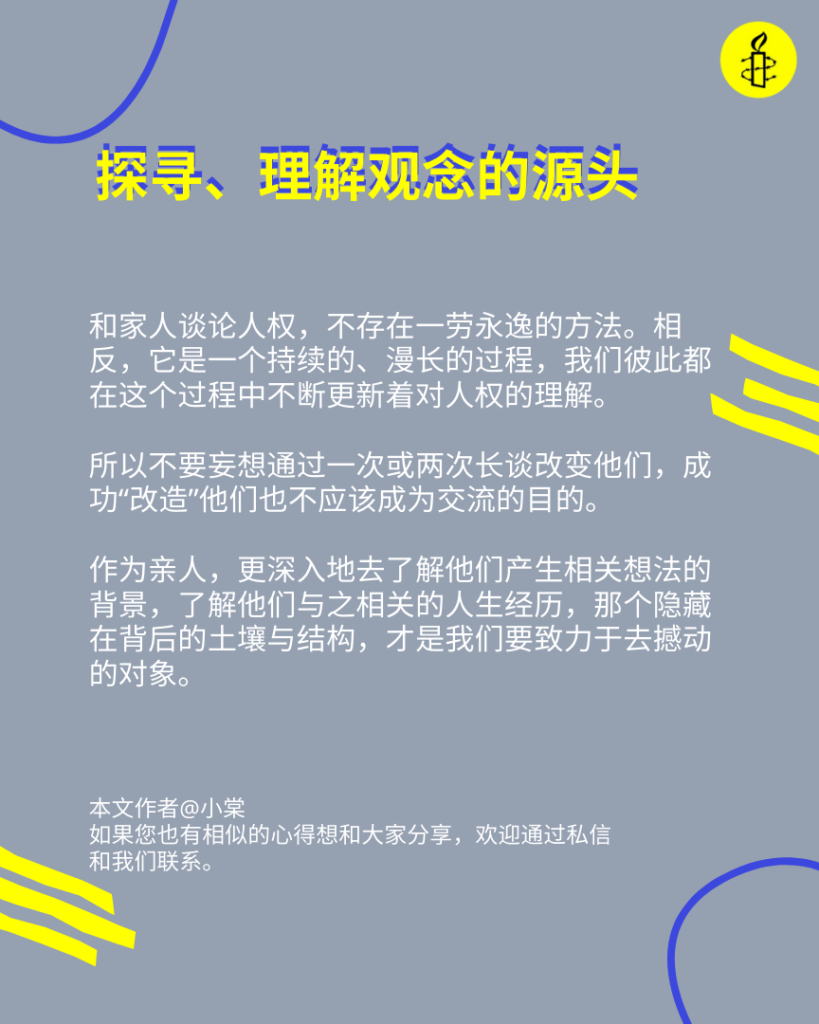 探寻、理解观念的源头
和家人谈论人权，不存在一劳永逸的方法。相
反，它是一个持续的、漫长的过程，我们彼此都
在这个过程中不断更新着对人权的理解。
所以不要妄想通过一次或两次长谈改变他们，成
功“改造”他们也不应该成为交流的目的。
作为亲人，更深入地去了解他们产生相关想法的
背景，了解他们与之相关的人生经历，那个隐藏
在背后的土壤与结构，才是我们要致力于去撼动
的对象。
本文作者@小棠
如果您也有相似的心得想和大家分享，欢迎通过私信
和我们联系。